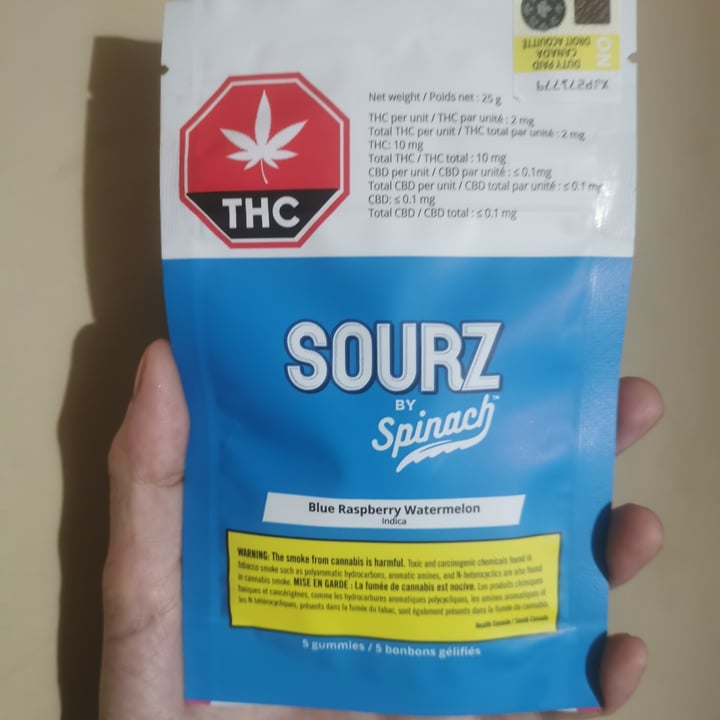 DUTY PAID
CANADA
DROIT ACQUITTÉ
ON
THC
Net weight / Poids net : 25 g
THC per unit / THC par unité : 2 mg
Total THC per unit / THC total par unité : 2 mg
THC: 10 mg
Total THC / THC total : 10 mg
CBD per unit / CBD par unité : ≤ 0.1mg
Total CBD per unit / CBD total par unité : ≤ 0.1 mg
CBD: ≤ 0.1 mg
Total CBD / CBD total : ≤ 0.1 mg
SOURZ
BY
Spinach™
Blue Raspberry Watermelon
Indica
WARNING: The smoke from cannabis is harmful. Toxic and carcinogenic chemicals found in
tobacco smoke such as polyaromatic hydrocarbons, aromatic amines, and N-heterocyclics are also found
in cannabis smoke. MISE EN GARDE : La fumée de cannabis est nocive. Les produits chimiques
toxiques et cancérigènes, comme les hydrocarbures aromatiques polycycliques, les amines aromatiques et
les N-hétérocycliques, présents dans la fumée du tabac, sont également présents dans la fumée de cannabis.
Health Canada / Santé Canada
5 gummies / 5 bonbons gélifiés